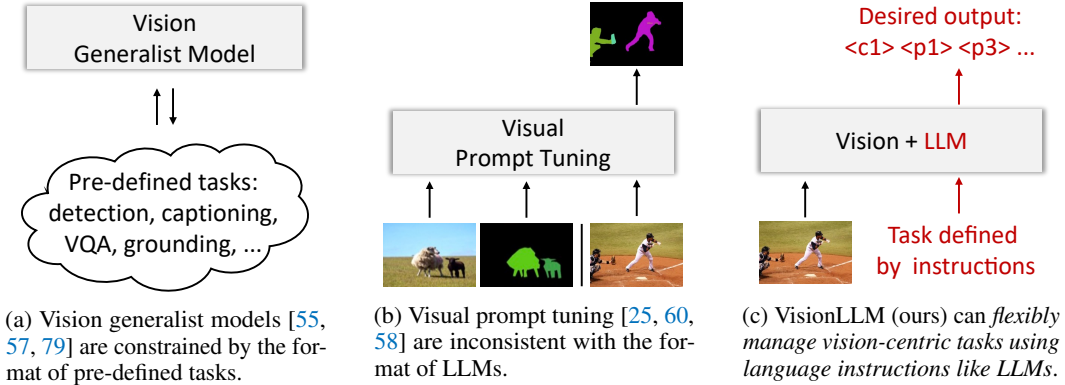 Vision
Generalist Model
Pre-defined tasks:
detection, captioning,
VQA, grounding, ...
(a) Vision generalist models [55,
57, 79] are constrained by the for-
mat of pre-defined tasks.
Visual
Prompt Tuning
(b) Visual prompt tuning [25, 60,
58] are inconsistent with the for-
mat of LLMs.
Desired output:
<c1> <p1> <p3> ...
Vision + LLM
Task defined
by instructions
(c) VisionLLM (ours) can flexibly
manage vision-centric tasks using
language instructions like LLMs.